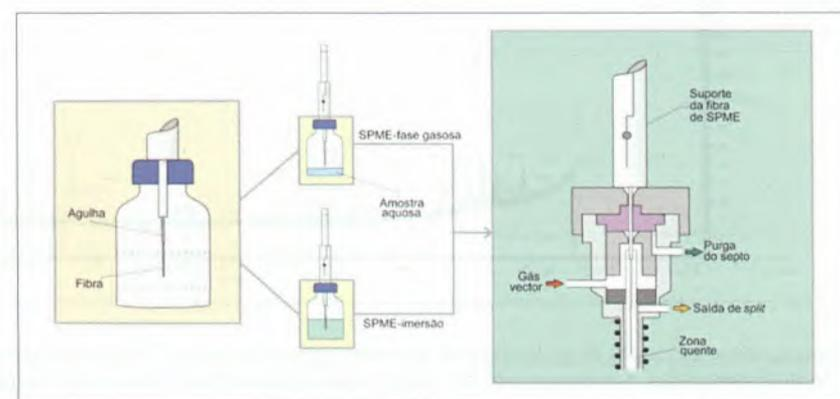 Agulha
Fibra
SPME-fase gasosa
Amostra
aquosa
SPME-imersão
Suporte
da fibra
de SPME
Purga
do septo
Gás
vector
Saída de split
Zona
quente